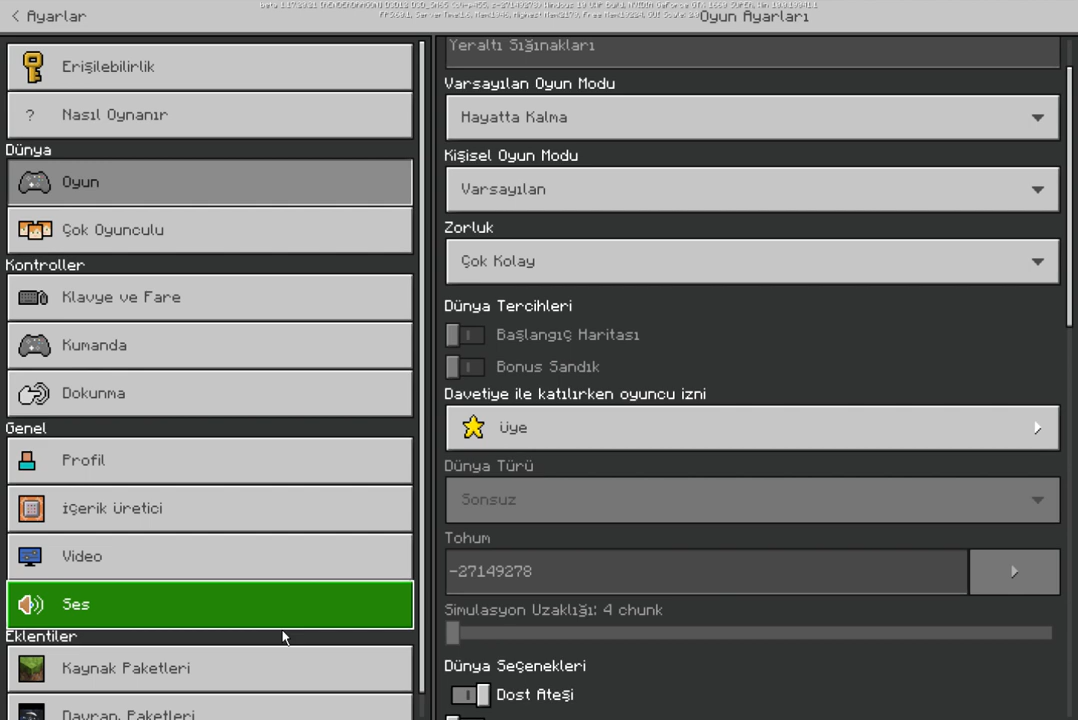 Ayarlar
Oyun Ayarları
Erişilebilirlik
? Nasıl Oynanır
Dünya
Oyun
Çok Oyunculu
Kontroller
Klavye ve Fare
Kumanda
Dokunma
Genel
Profil
İçerik Üretici
Video
Ses
Eklentiler
Kaynak Paketleri
Davran. Paketleri
Yeraltı Sığınakları
Varsayılan Oyun Modu
Hayatta Kalma
Kişisel Oyun Modu
Varsayılan
Zorluk
Çok Kolay
Dünya Tercihleri
Başlangıç Haritası
Bonus Sandık
Davetiye ile katılırken oyuncu izni
Üye
Dünya Türü
Sonsuz
Tohum
-27149278
Simulasyon Uzaklığı: 4 chunk
Dünya Seçenekleri
Dost Ateşi